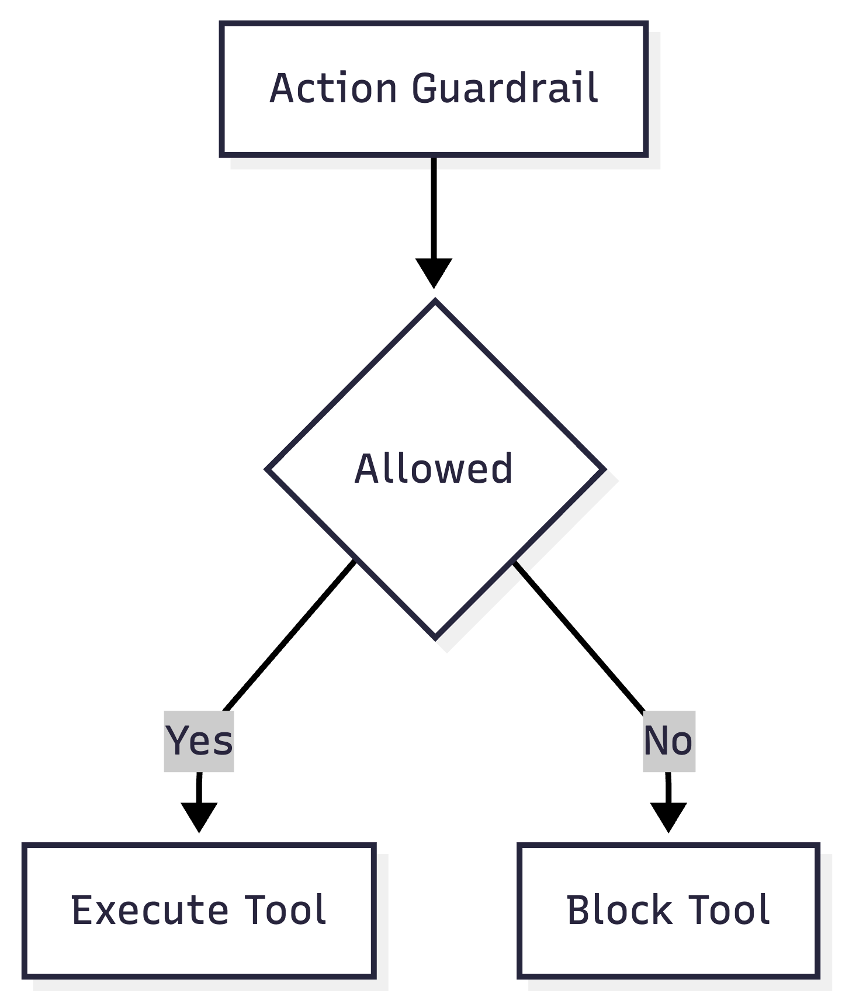 Action Guardrail
Allowed
Yes
No
Execute Tool
Block Tool